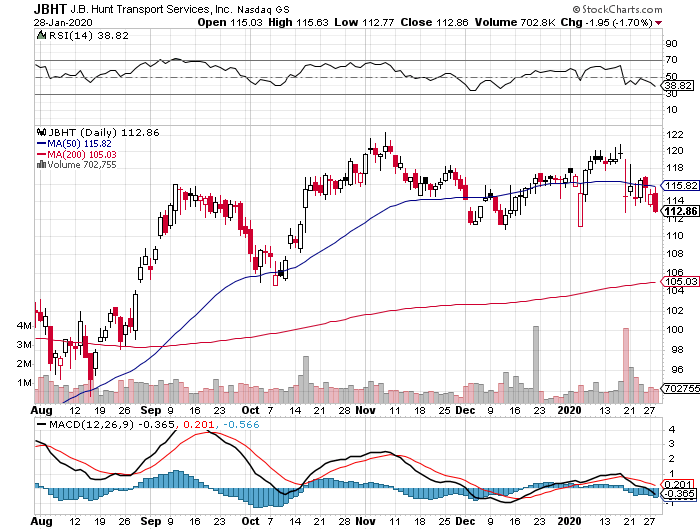 JBHT J.B. Hunt Transport Services, Inc. Nasdaq GS
© StockCharts.com
28-Jan-2020
Open 115.03 High 115.63 Low 112.77 Close 112.86 Volume 702.8K Chg -1.95 (-1.70%)
RSI(14) 38.82
90
70
50
38.82
30
10
JBHT (Daily) 112.86
MA(50) 115.82
MA(200) 105.03
Volume 702,755
122
120
118
115.82
114
112.86
112
110
108
106
105.03
104
102
100
98
96
4M
3M
2M
1M
702755
Aug 12 19 26 Sep 9 16 23 Oct 7 14 21 28 Nov 11 18 25 Dec 9 16 23 2020 13 21 27
MACD(12,26,9) -0.365, 0.201, -0.566
4
3
2
1
0.201
-0.365
Aug 12 19 26 Sep 9 16 23 Oct 7 14 21 28 Nov 11 18 25 Dec 9 16 23 2020 13 21 27